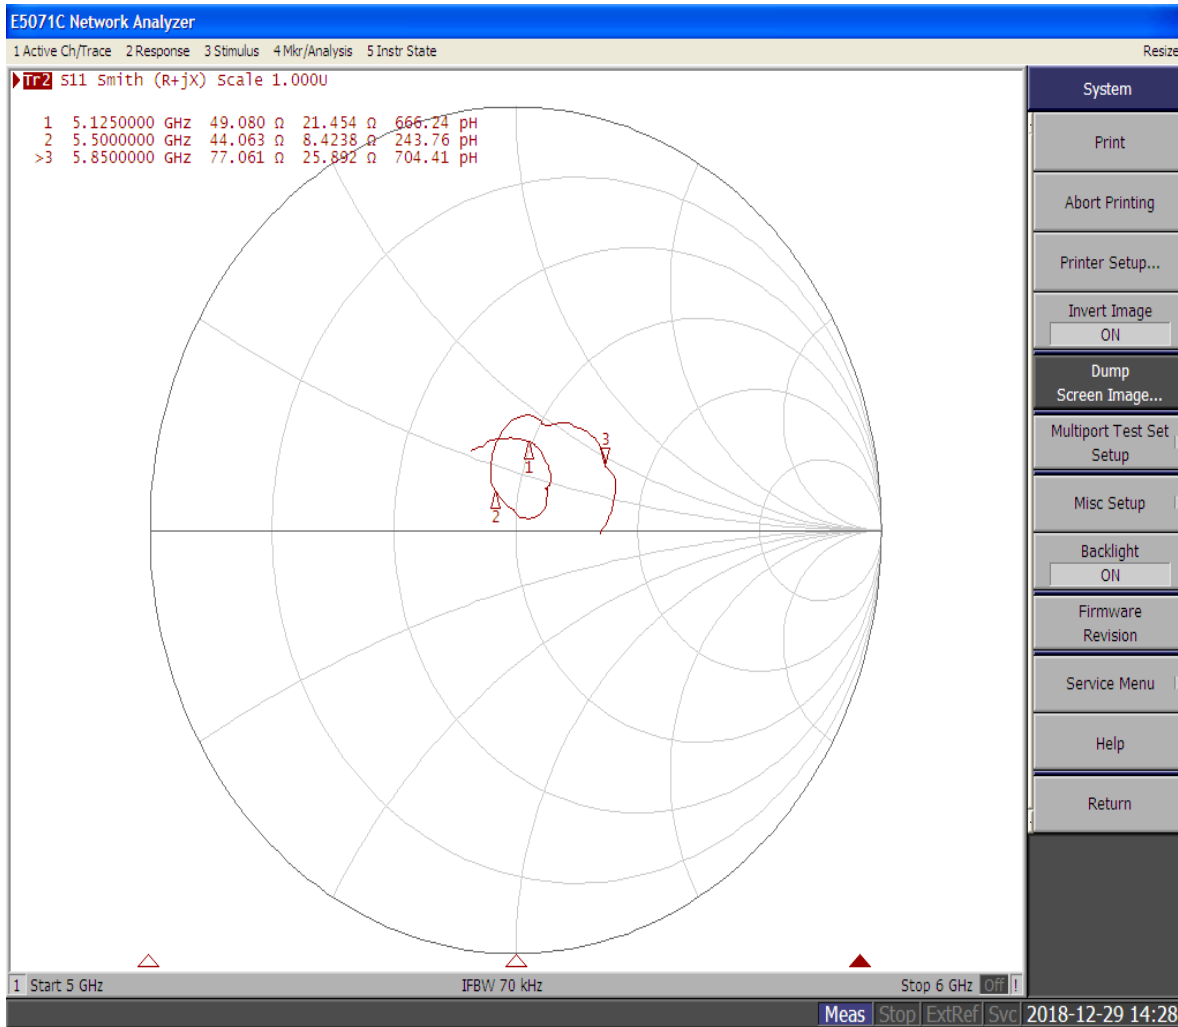 E5071C Network Analyzer
1 Active Ch/Trace 2 Response 3 Stimulus 4 Mkr/Analysis 5 Instr State Resize
Tr2 S11 Smith (R+jX) Scale 1.000U
1 5.1250000 GHz 49.080 Ω 21.454 Ω 666.24 pH
2 5.5000000 GHz 44.063 Ω 8.4238 Ω 243.76 pH
>3 5.8500000 GHz 77.061 Ω 25.892 Ω 704.41 pH
3
1
2
System
Print
Abort Printing
Printer Setup...
Invert Image
ON
Dump
Screen Image...
Multiport Test Set
Setup
Misc Setup
Backlight
ON
Firmware
Revision
Service Menu
Help
Return
1 Start 5 GHz IFBW 70 kHz Stop 6 GHz Off !
Meas Stop ExtRef Svc 2018-12-29 14:28